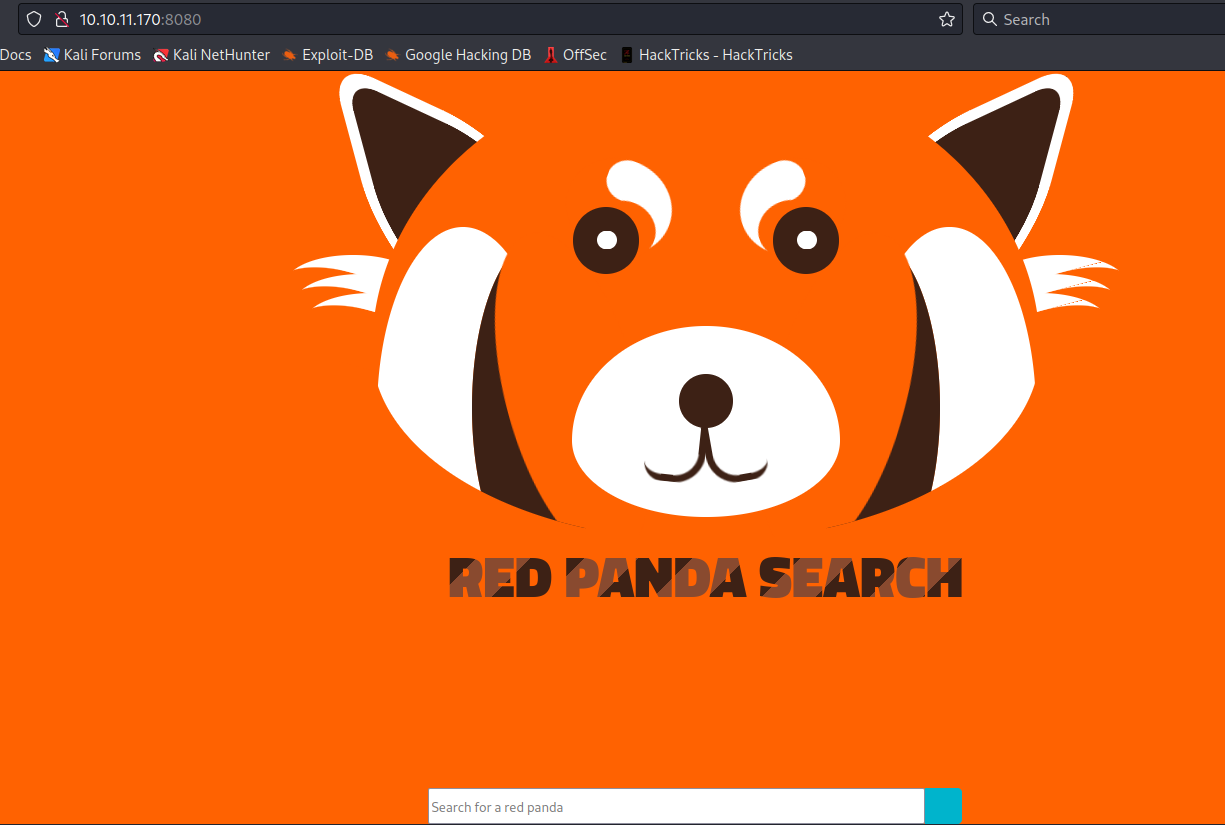 10.10.11.170:8080
Search
Docs Kali Forums Kali NetHunter Exploit-DB Google Hacking DB OffSec HackTricks - HackTricks
RED PANDA SEARCH
Search for a red panda